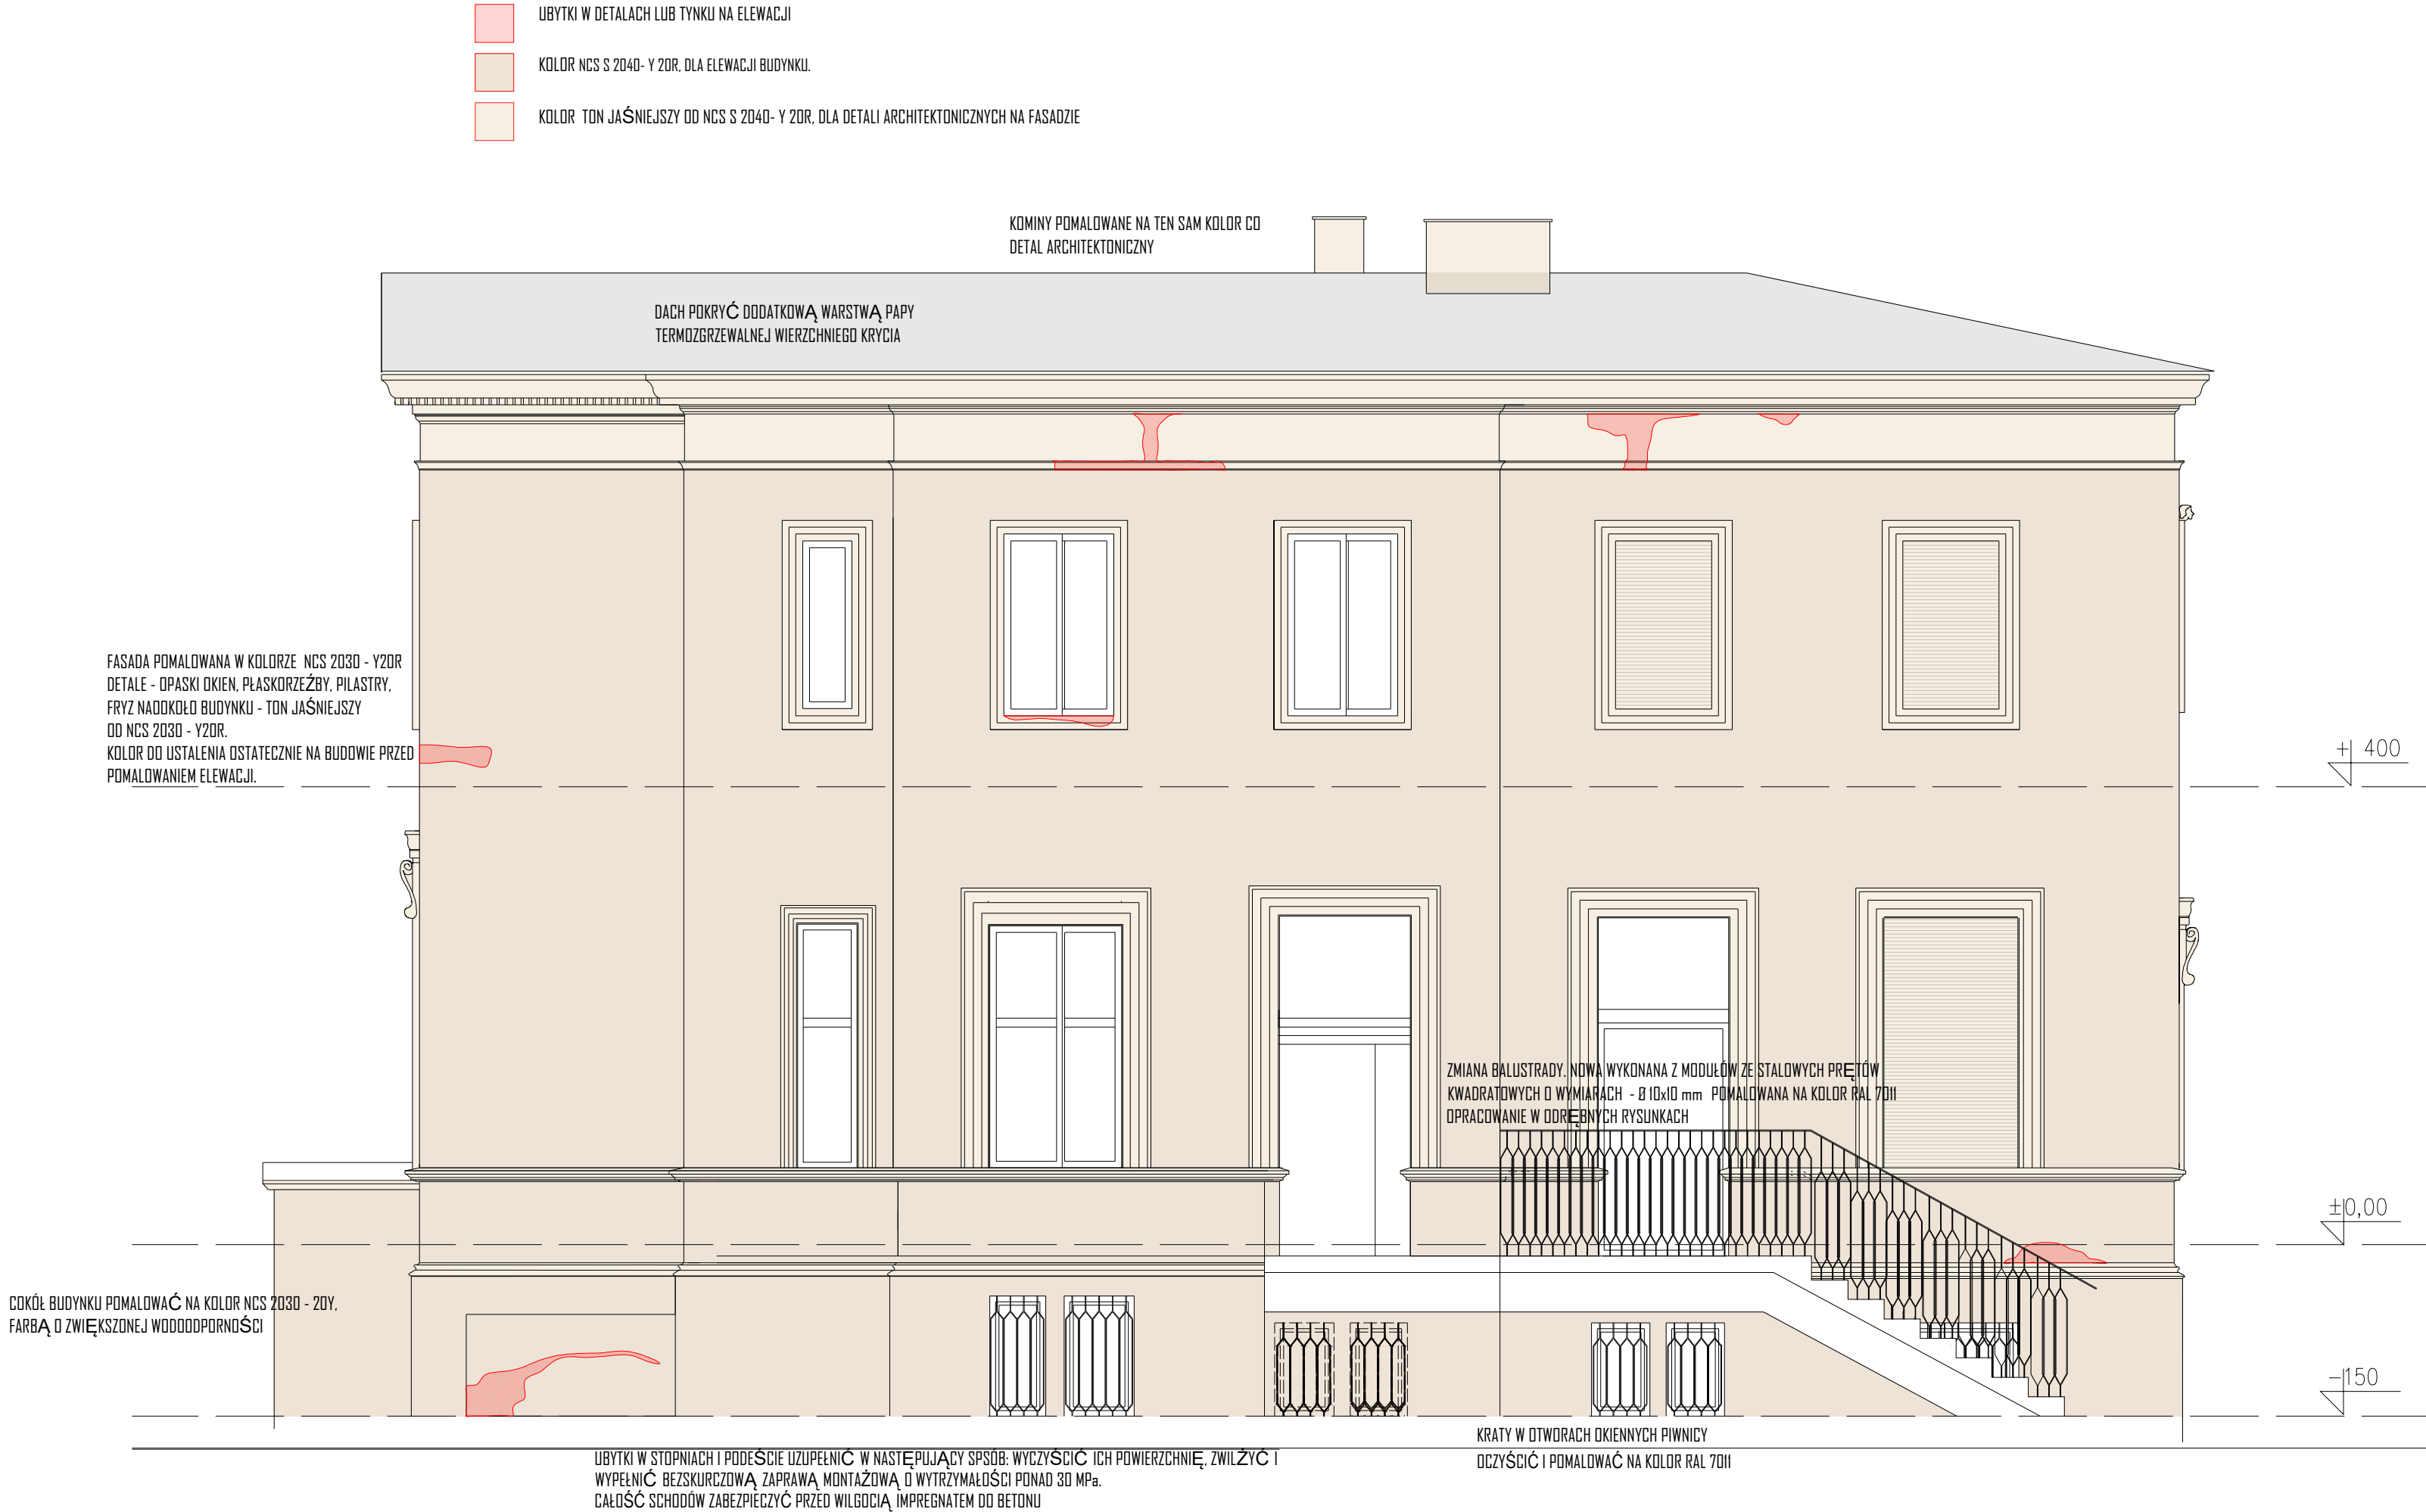 UBYTKI W DETALACH LUB TYNKU NA ELEWACJI
KOLOR NCS S 2040- Y 20R, DLA ELEWACJI BUDYNKU.
KOLOR TON JAŚNIEJSZY OD NCS S 2040- Y 20R, DLA DETALI ARCHITEKTONICZNYCH NA FASADZIE
KOMINY POMALOWANE NA TEN SAM KOLOR CO
DETAL ARCHITEKTONICZNY
DACH POKRYĆ DODATKOWĄ WARSTWĄ PAPY
TERMOZGRZEWALNEJ WIERZCHNIEGO KRYCIA
FASADA POMALOWANA W KOLORZE NCS 2030 - Y20R
DETALE - OPASKI OKIEN, PŁASKORZEŹBY, PILASTRY,
FRYZ NAOOKOŁO BUDYNKU - TON JAŚNIEJSZY
OD NCS 2030 - Y20R.
KOLOR DO USTALENIA OSTATECZNIE NA BUDOWIE PRZED
POMALOWANIEM ELEWACJI.
+ 400
ZMIANA BALUSTRADY. NOWA WYKONANA Z MODUŁÓW ZE STALOWYCH PRĘTÓW
KWADRATOWYCH O WYMIARACH - Ø 10x10 mm POMALOWANA NA KOLOR RAL 7011
OPRACOWANIE W ODRĘBNYCH RYSUNKACH
±0,00
COKÓŁ BUDYNKU POMALOWAĆ NA KOLOR NCS 2030 - 20Y,
FARBĄ O ZWIĘKSZONEJ WODOODPORNOŚCI
-150
KRATY W OTWORACH OKIENNYCH PIWNICY
OCZYŚCIĆ I POMALOWAĆ NA KOLOR RAL 7011
UBYTKI W STOPNIACH I PODEŚCIE UZUPEŁNIĆ W NASTĘPUJĄCY SPSÓB: WYCZYŚCIĆ ICH POWIERZCHNIĘ, ZWILŻYĆ I
WYPEŁNIĆ BEZSKURCZOWĄ ZAPRAWĄ MONTAŻOWĄ O WYTRZYMAŁOŚCI PONAD 30 MPa.
CAŁOŚĆ SCHODÓW ZABEZPIECZYĆ PRZED WILGOCIĄ IMPREGNATEM DO BETONU